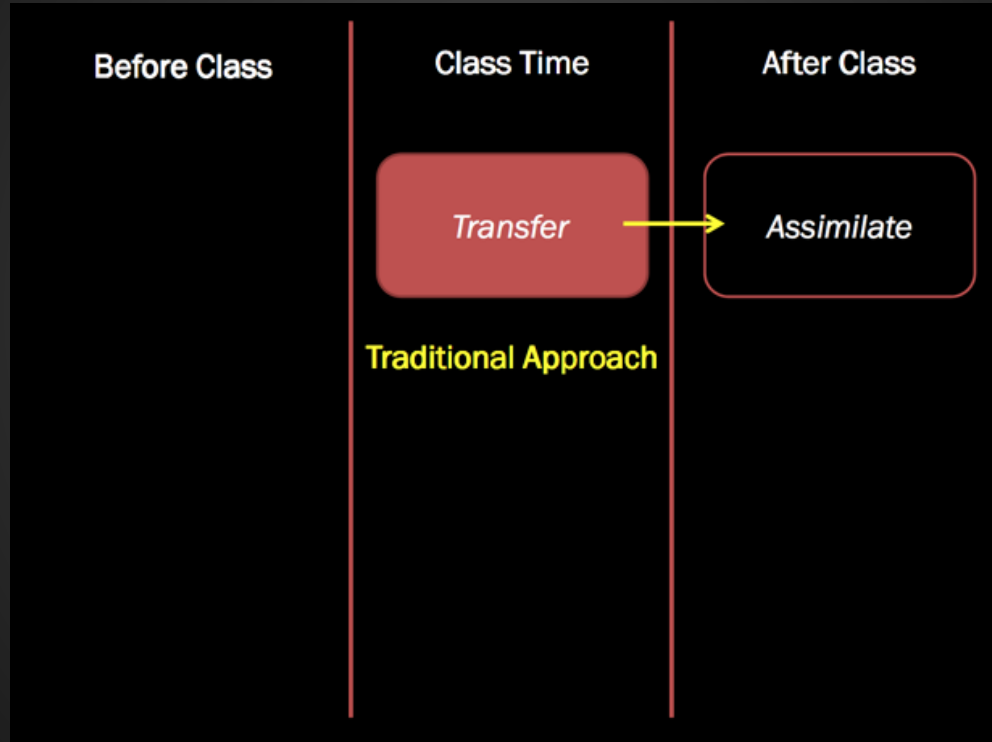 Before Class
Class Time
After Class
Transfer
Assimilate
Traditional Approach